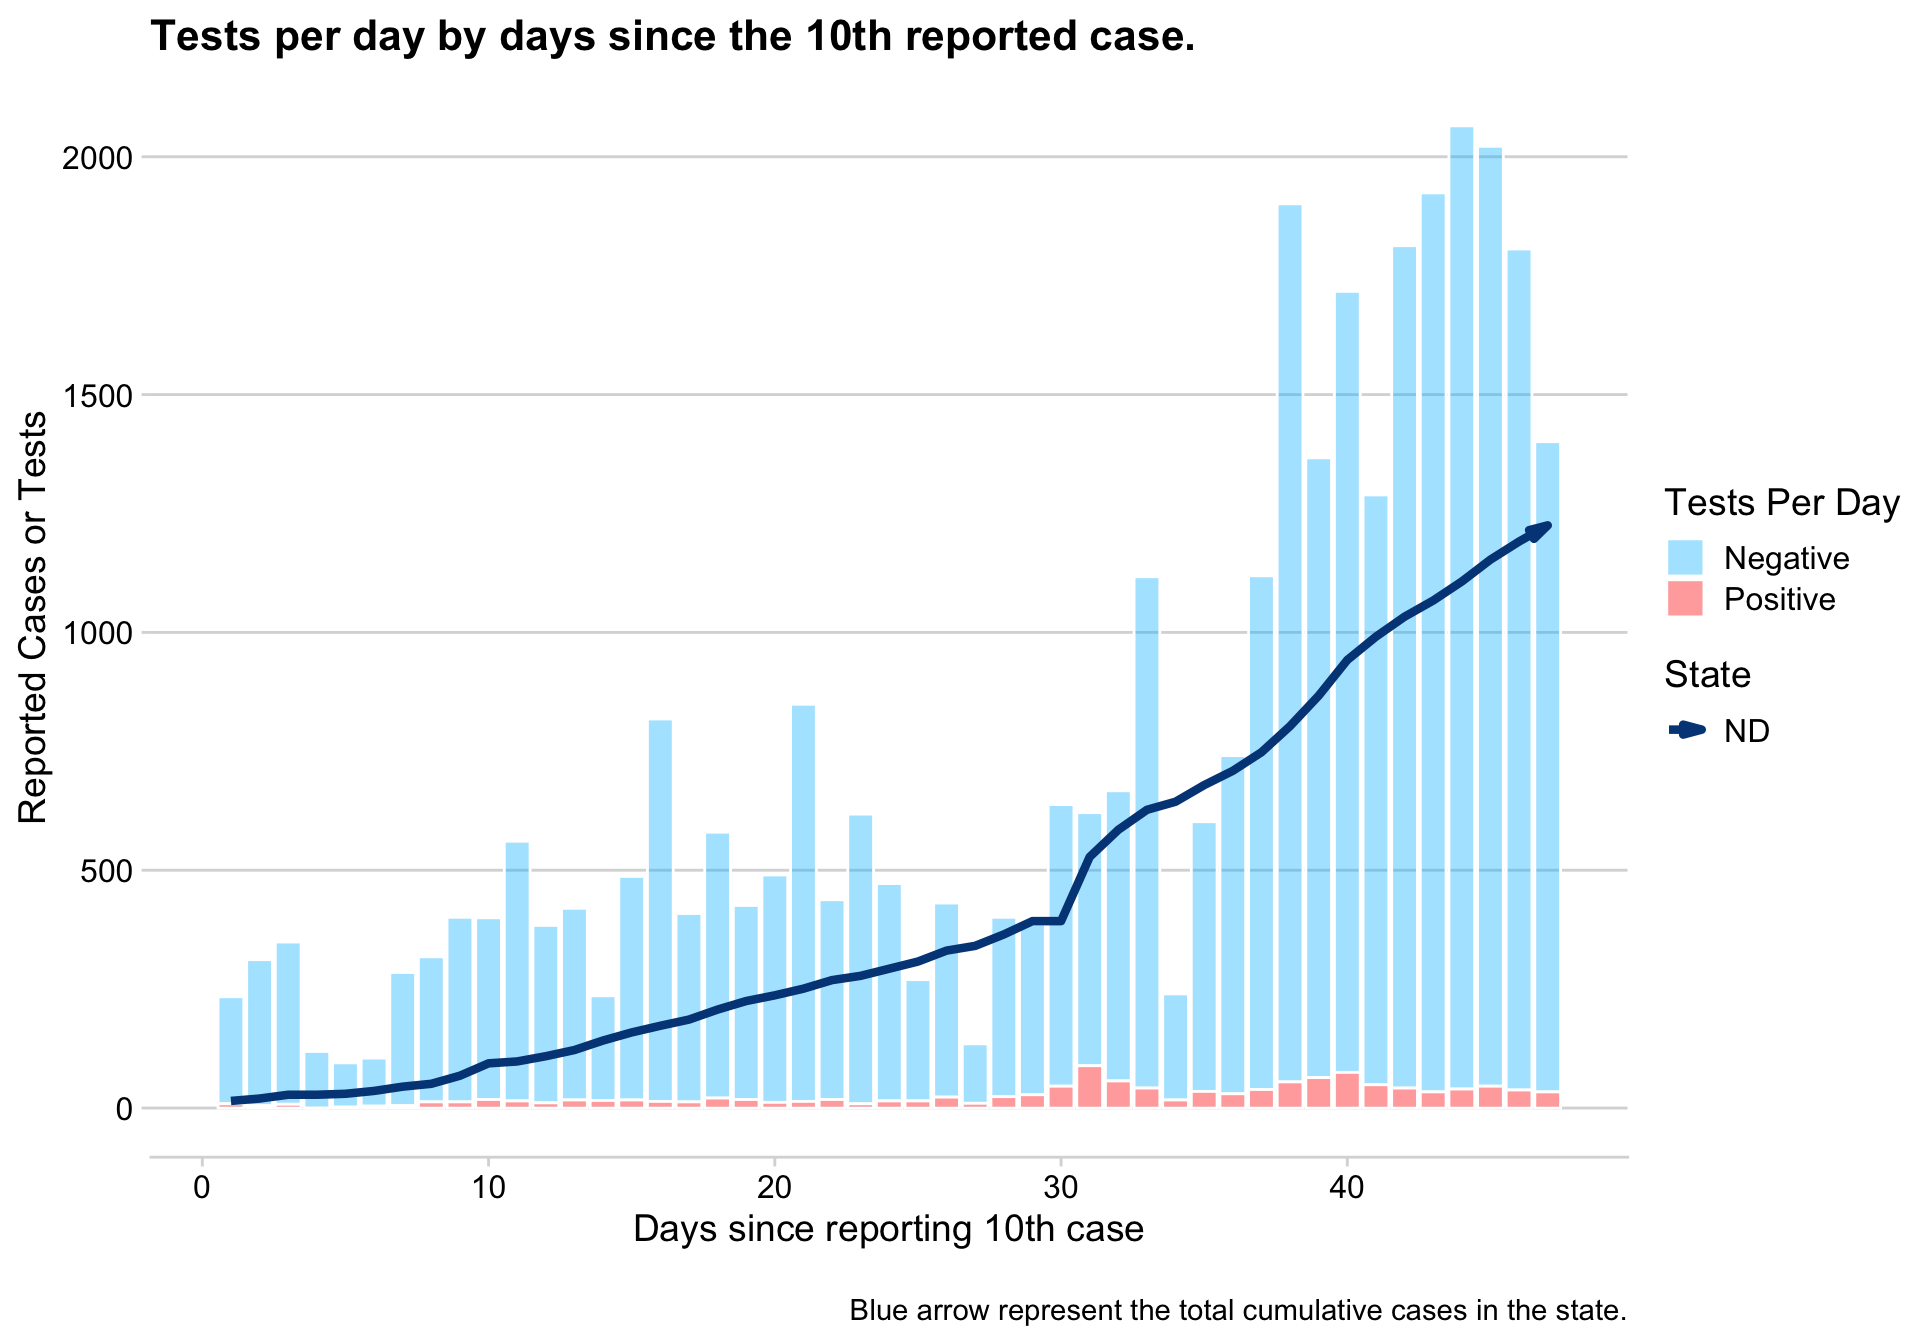 Tests per day by days since the 10th reported case.
2000
1500
1000
500
0
Reported Cases or Tests
0 10 20 30 40
Days since reporting 10th case
Tests Per Day
Negative
Positive
State
ND
Blue arrow represent the total cumulative cases in the state.